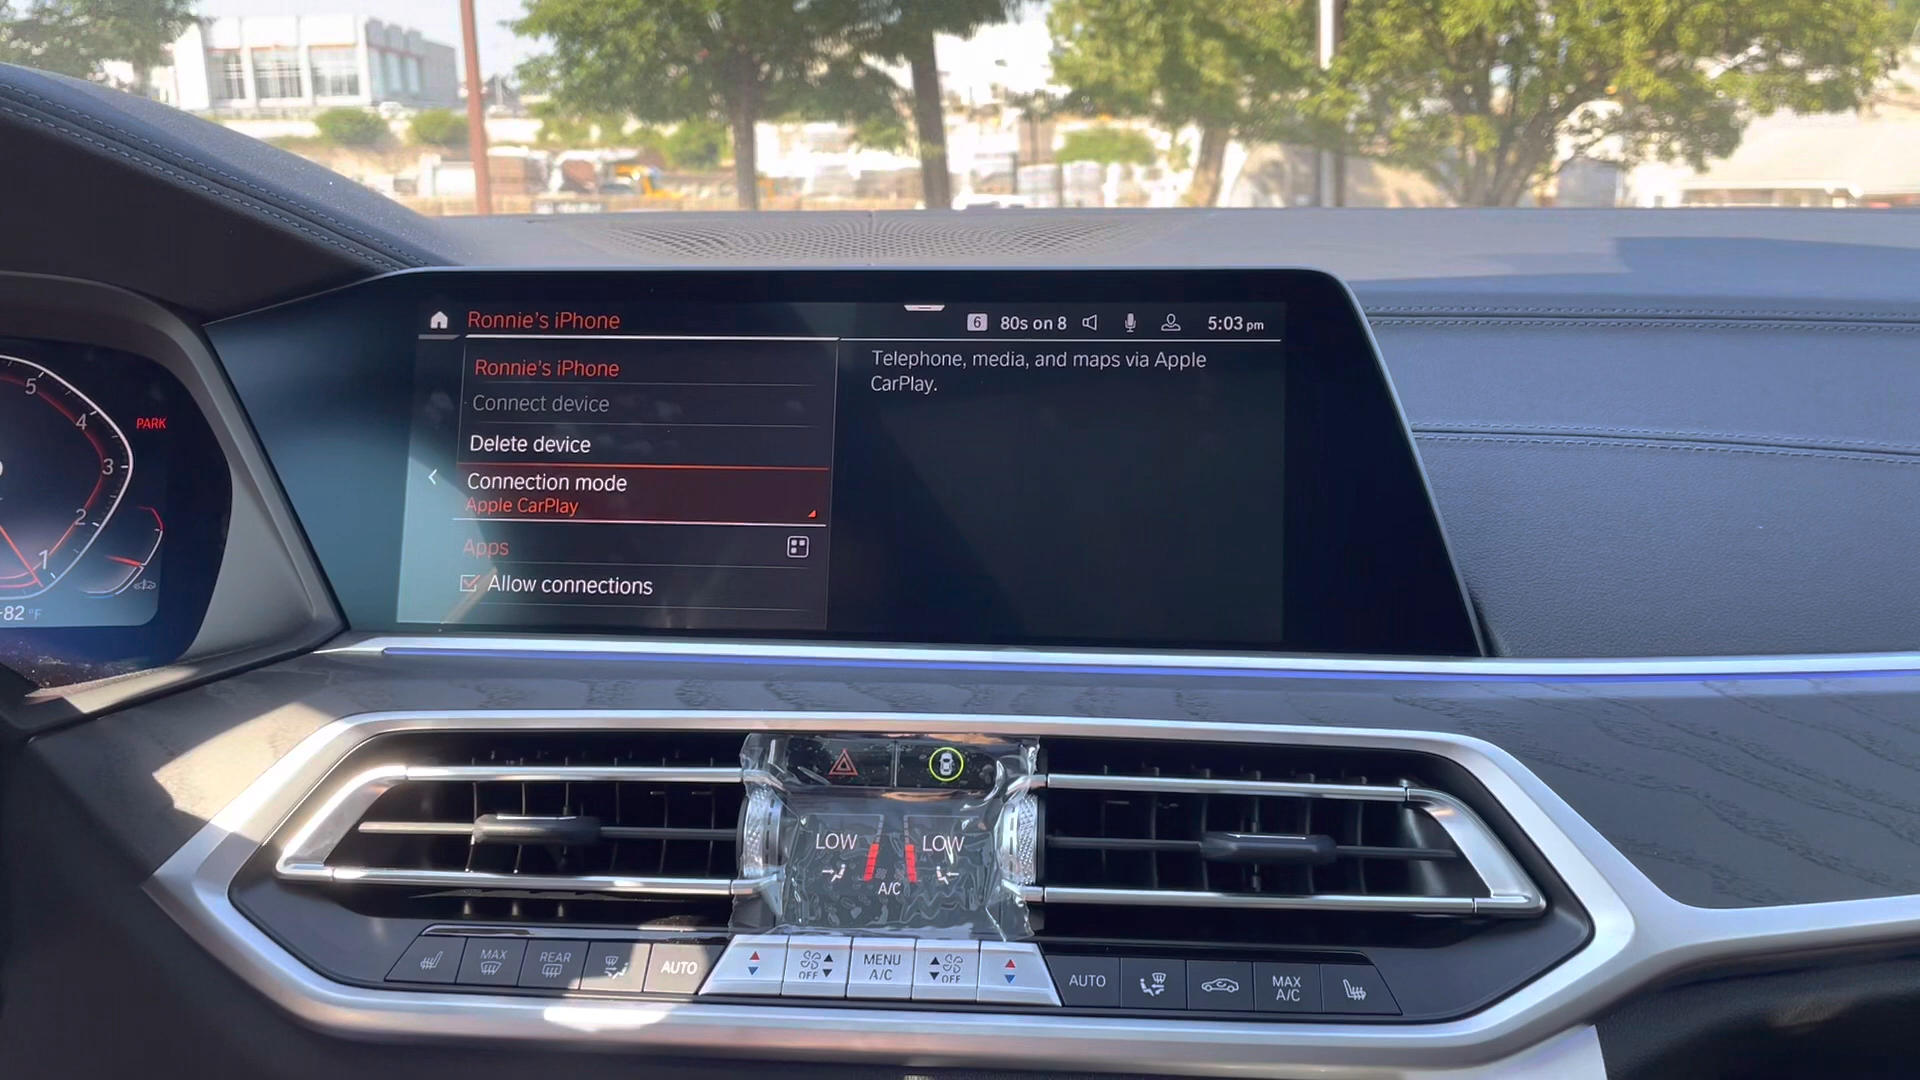 Ronnie's iPhone
6 80s on 8
5:03 pm
Ronnie's iPhone
Connect device
Delete device
Connection mode
Apple CarPlay
Apps
Allow connections
Telephone, media, and maps via Apple
CarPlay.
5
4
3
2
1
PARK
82 °F
LOW
LOW
A/C
MAX
REAR
AUTO
OFF
MENU
A/C
OFF
AUTO
MAX
A/C